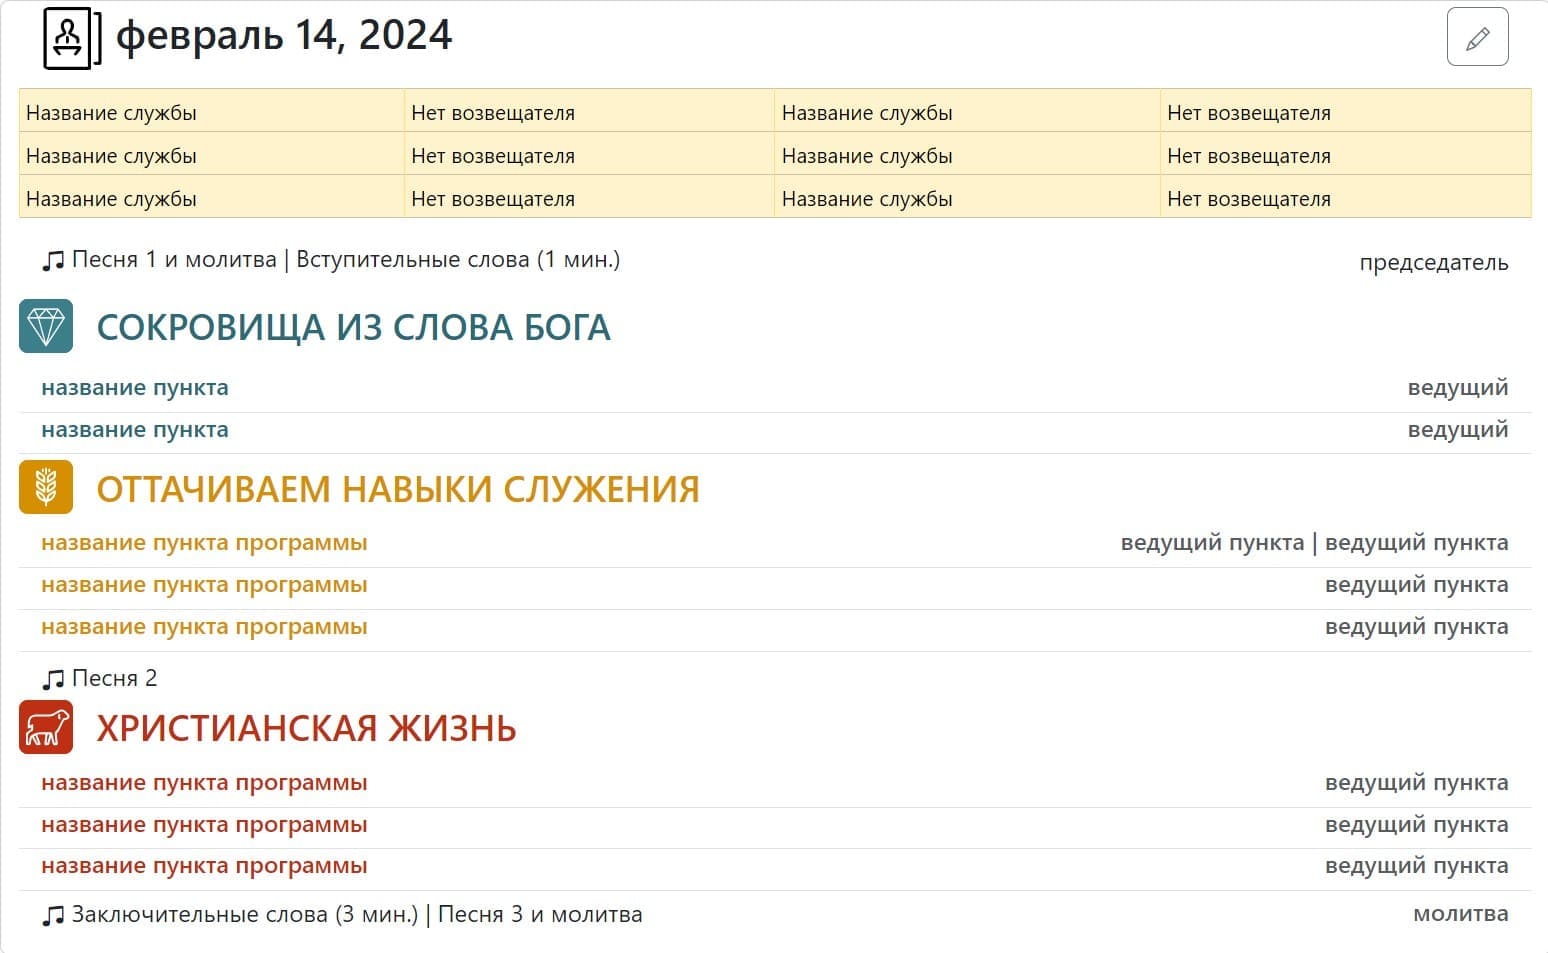 февраль 14, 2024
Название службы Нет возвещателя Название службы Нет возвещателя
Название службы Нет возвещателя Название службы Нет возвещателя
Название службы Нет возвещателя Название службы Нет возвещателя
Песня 1 и молитва | Вступительные слова (1 мин.) председатель
СОКРОВИЩА ИЗ СЛОВА БОГА
название пункта ведущий
название пункта ведущий
ОТТАЧИВАЕМ НАВЫКИ СЛУЖЕНИЯ
название пункта программы ведущий пункта | ведущий пункта
название пункта программы ведущий пункта
название пункта программы ведущий пункта
Песня 2
ХРИСТИАНСКАЯ ЖИЗНЬ
название пункта программы ведущий пункта
название пункта программы ведущий пункта
название пункта программы ведущий пункта
Заключительные слова (3 мин.) | Песня 3 и молитва молитва